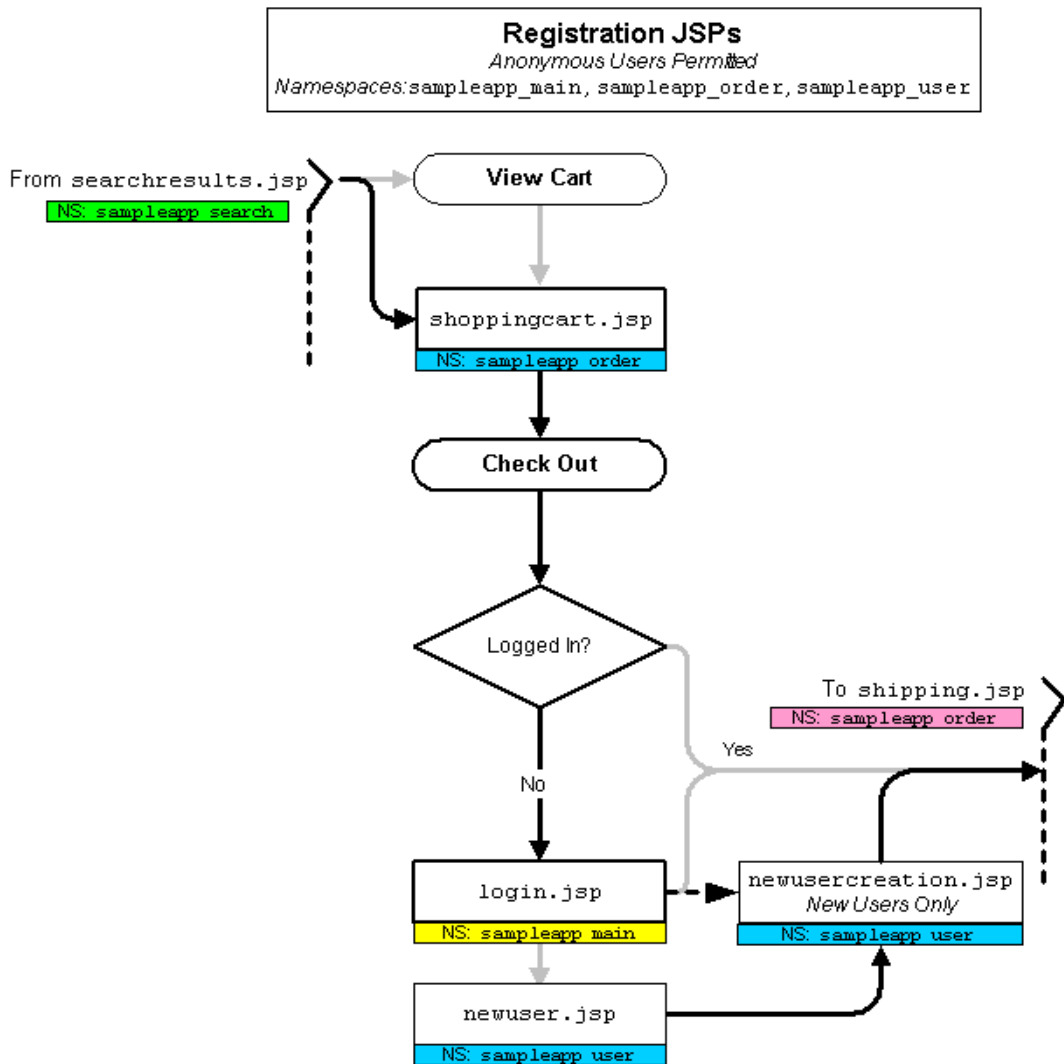 Registration JSPs
Anonymous Users Permitted
Namespaces:sampleapp_main, sampleapp_order, sampleapp_user
From searchresults.jsp
NS: sampleapp search
View Cart
shoppingcart.jsp
NS: sampleapp order
Check Out
Logged In?
To shipping.jsp
NS: sampleapp order
Yes
No
login.jsp
NS: sampleapp main
newusercreation.jsp
New Users Only
NS: sampleapp user
newuser.jsp
NS: sampleapp user